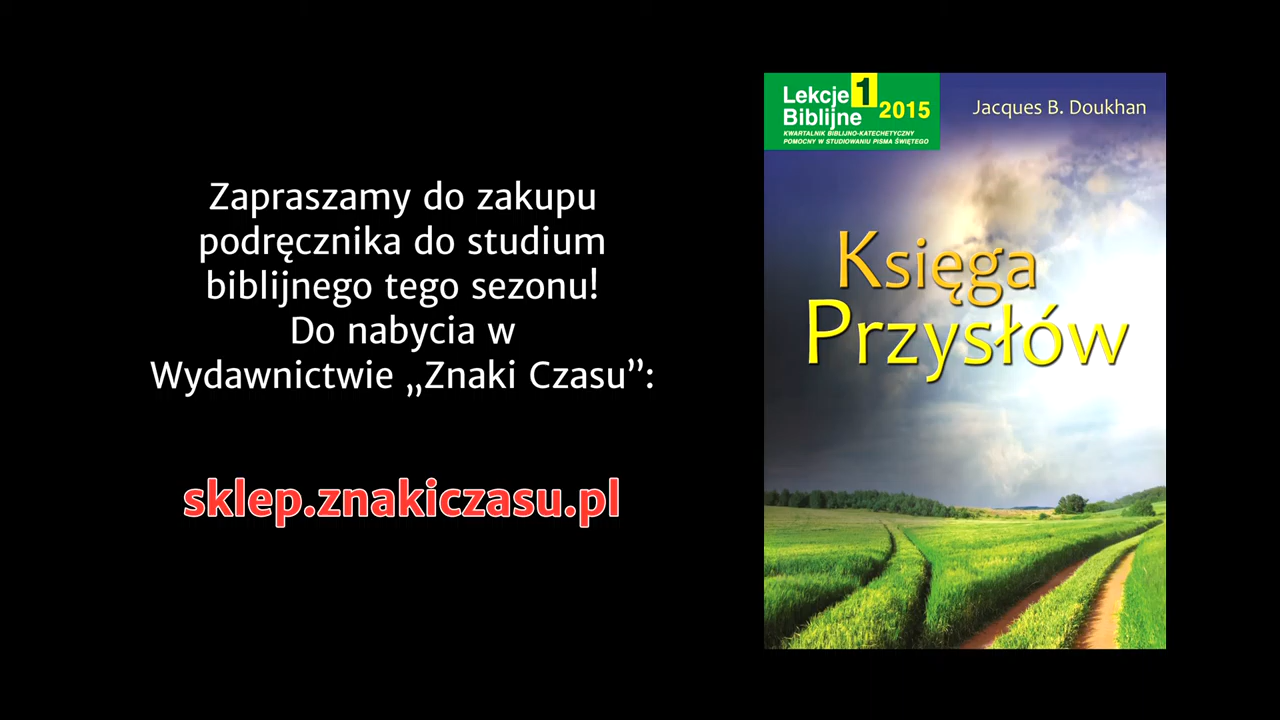 Zapraszamy do zakupu
podręcznika do studium
biblijnego tego sezonu!
Do nabycia w
Wydawnictwie „Znaki Czasu”:
sklep.znakiczasu.pl
Lekcje 1
Biblijne 2015
KWARTALNIK BIBLIJNO-KATECHETYCZNY
POMOCNY W STUDIOWANIU PISMA ŚWIĘTEGO
Jacques B. Doukhan
Księga
Przysłów